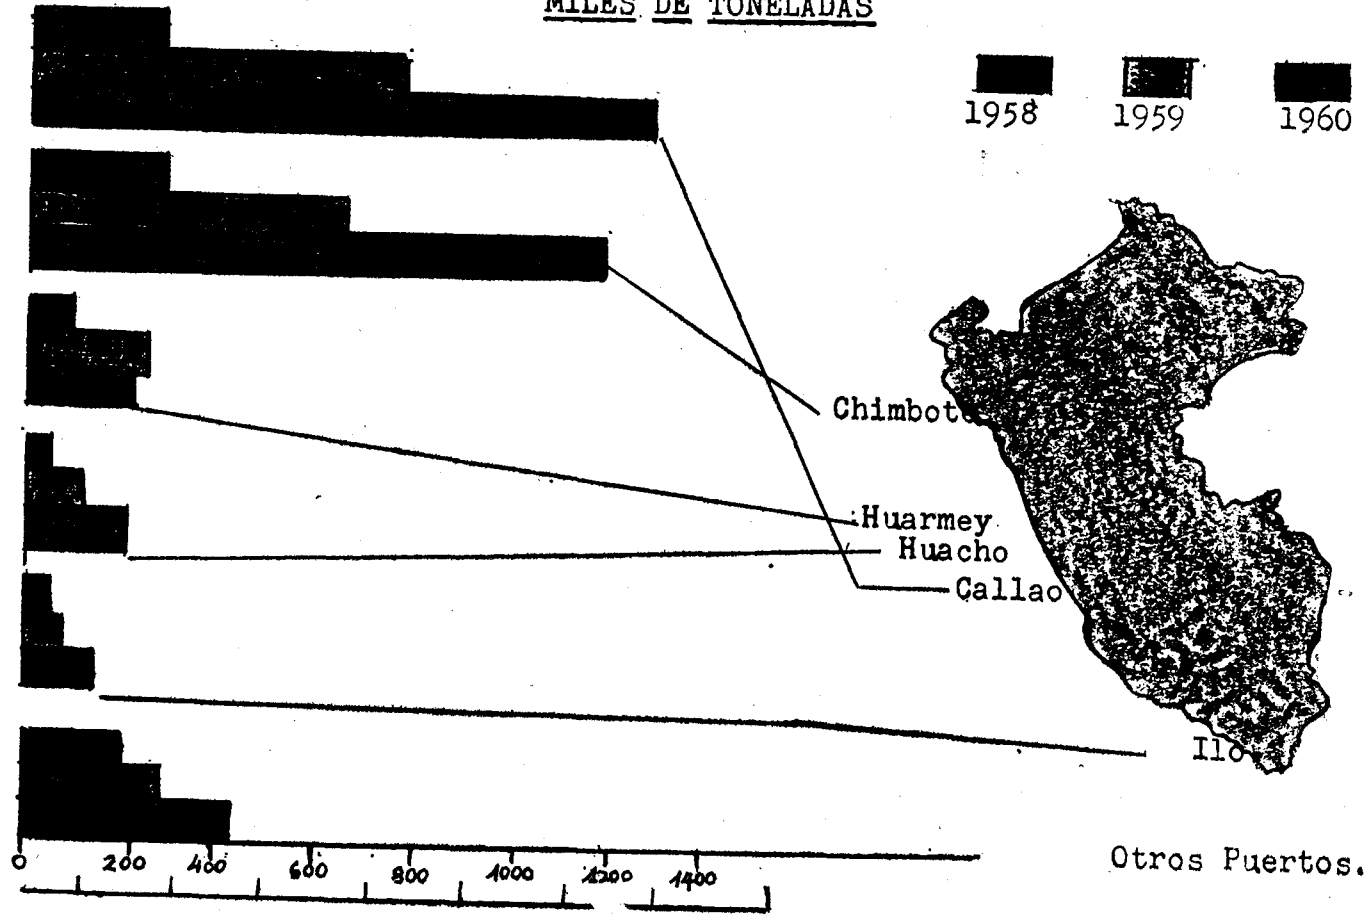 MILES DE TONELADAS
1958 1959 1960
Chimbote
Huarmey
Huacho
Callao
Ilo
Otros Puertos.
0 200 400 600 800 1000 1200 1400